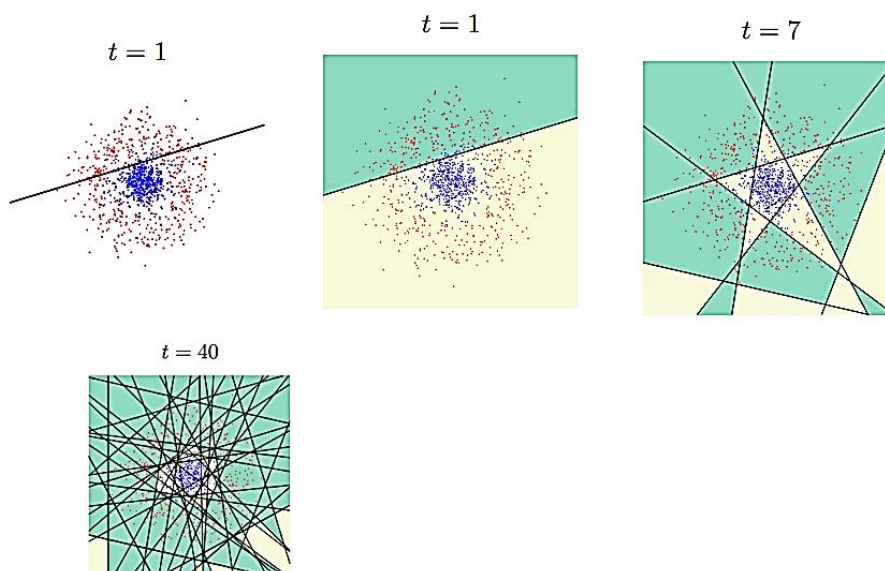 t = 1
t = 1
t = 7
t = 40